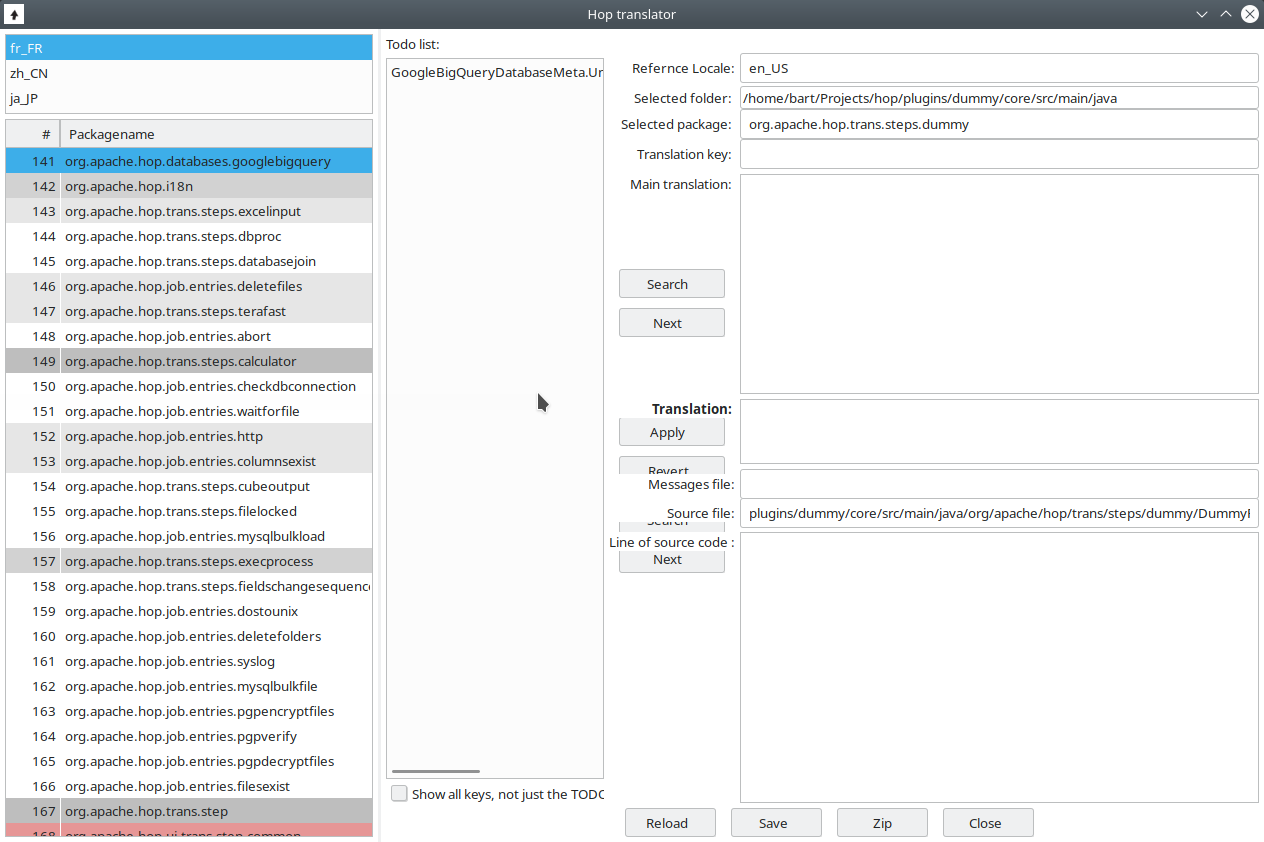 Hop translator
fr_FR
zh_CN
ja_JP
# Packagename
141 org.apache.hop.databases.googlebigquery
142 org.apache.hop.i18n
143 org.apache.hop.trans.steps.excelinput
144 org.apache.hop.trans.steps.dbproc
145 org.apache.hop.trans.steps.databasejoin
146 org.apache.hop.job.entries.deletefiles
147 org.apache.hop.trans.steps.terafast
148 org.apache.hop.job.entries.abort
149 org.apache.hop.trans.steps.calculator
150 org.apache.hop.job.entries.checkdbconnection
151 org.apache.hop.job.entries.waitforfile
152 org.apache.hop.job.entries.http
153 org.apache.hop.job.entries.columnsexist
154 org.apache.hop.trans.steps.cubeoutput
155 org.apache.hop.trans.steps.filelocked
156 org.apache.hop.job.entries.mysqlbulkload
157 org.apache.hop.trans.steps.execprocess
158 org.apache.hop.trans.steps.fieldschangesequenc
159 org.apache.hop.job.entries.dostounix
160 org.apache.hop.job.entries.deletefolders
161 org.apache.hop.job.entries.syslog
162 org.apache.hop.job.entries.mysqlbulkfile
163 org.apache.hop.job.entries.pgpencryptfiles
164 org.apache.hop.job.entries.pgpverify
165 org.apache.hop.job.entries.pgpdecryptfiles
166 org.apache.hop.job.entries.filesexist
167 org.apache.hop.trans.step
168 org.apache.hop.ui.trans.step.common
Todo list:
GoogleBigQueryDatabaseMeta.Ur
Show all keys, not just the TODO
Refernce Locale: en_US
Selected folder: /home/bart/Projects/hop/plugins/dummy/core/src/main/java
Selected package: org.apache.hop.trans.steps.dummy
Translation key:
Main translation:
Search
Next
Translation:
Apply
Revert
Messages file:
Source file: plugins/dummy/core/src/main/java/org/apache/hop/trans/steps/dummy/DummyF
Search
Line of source code :
Next
Reload Save Zip Close